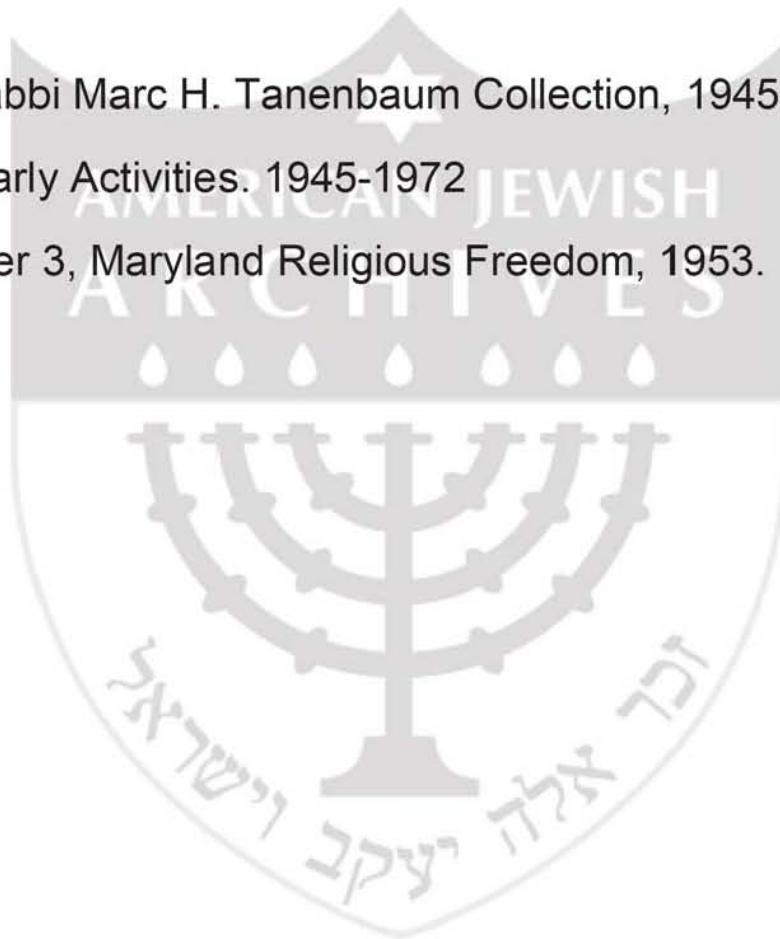 abbi Marc H. Tanenbaum Collection, 1945
arly Activities. 1945-1972
er 3, Maryland Religious Freedom, 1953.
AMERICAN JEWISH
ARCHIVES
זכר אלה יעקב וישראל